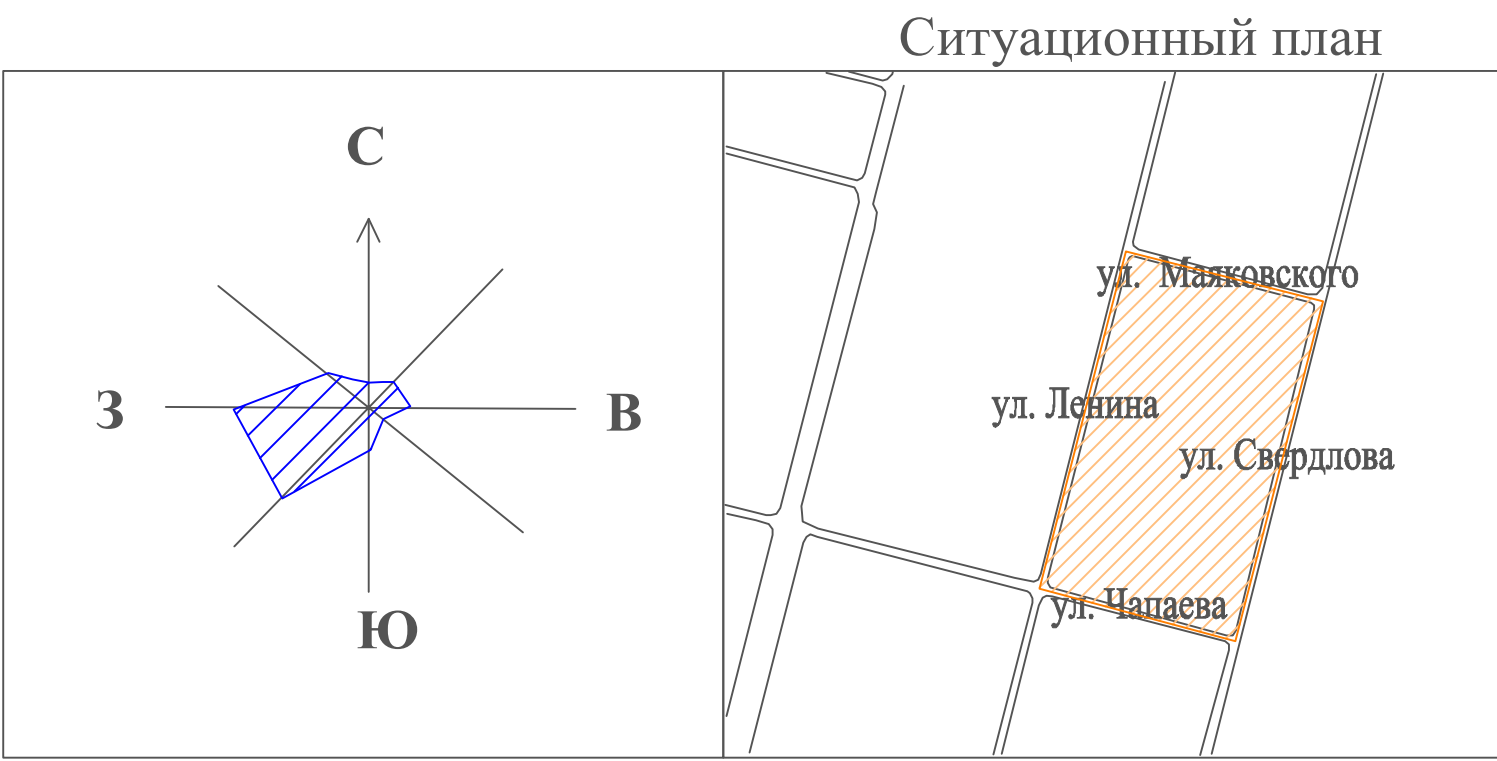 Ситуационный план
С
З
В
Ю
ул. Маяковского
ул. Ленина
ул. Свердлова
ул. Чапаева